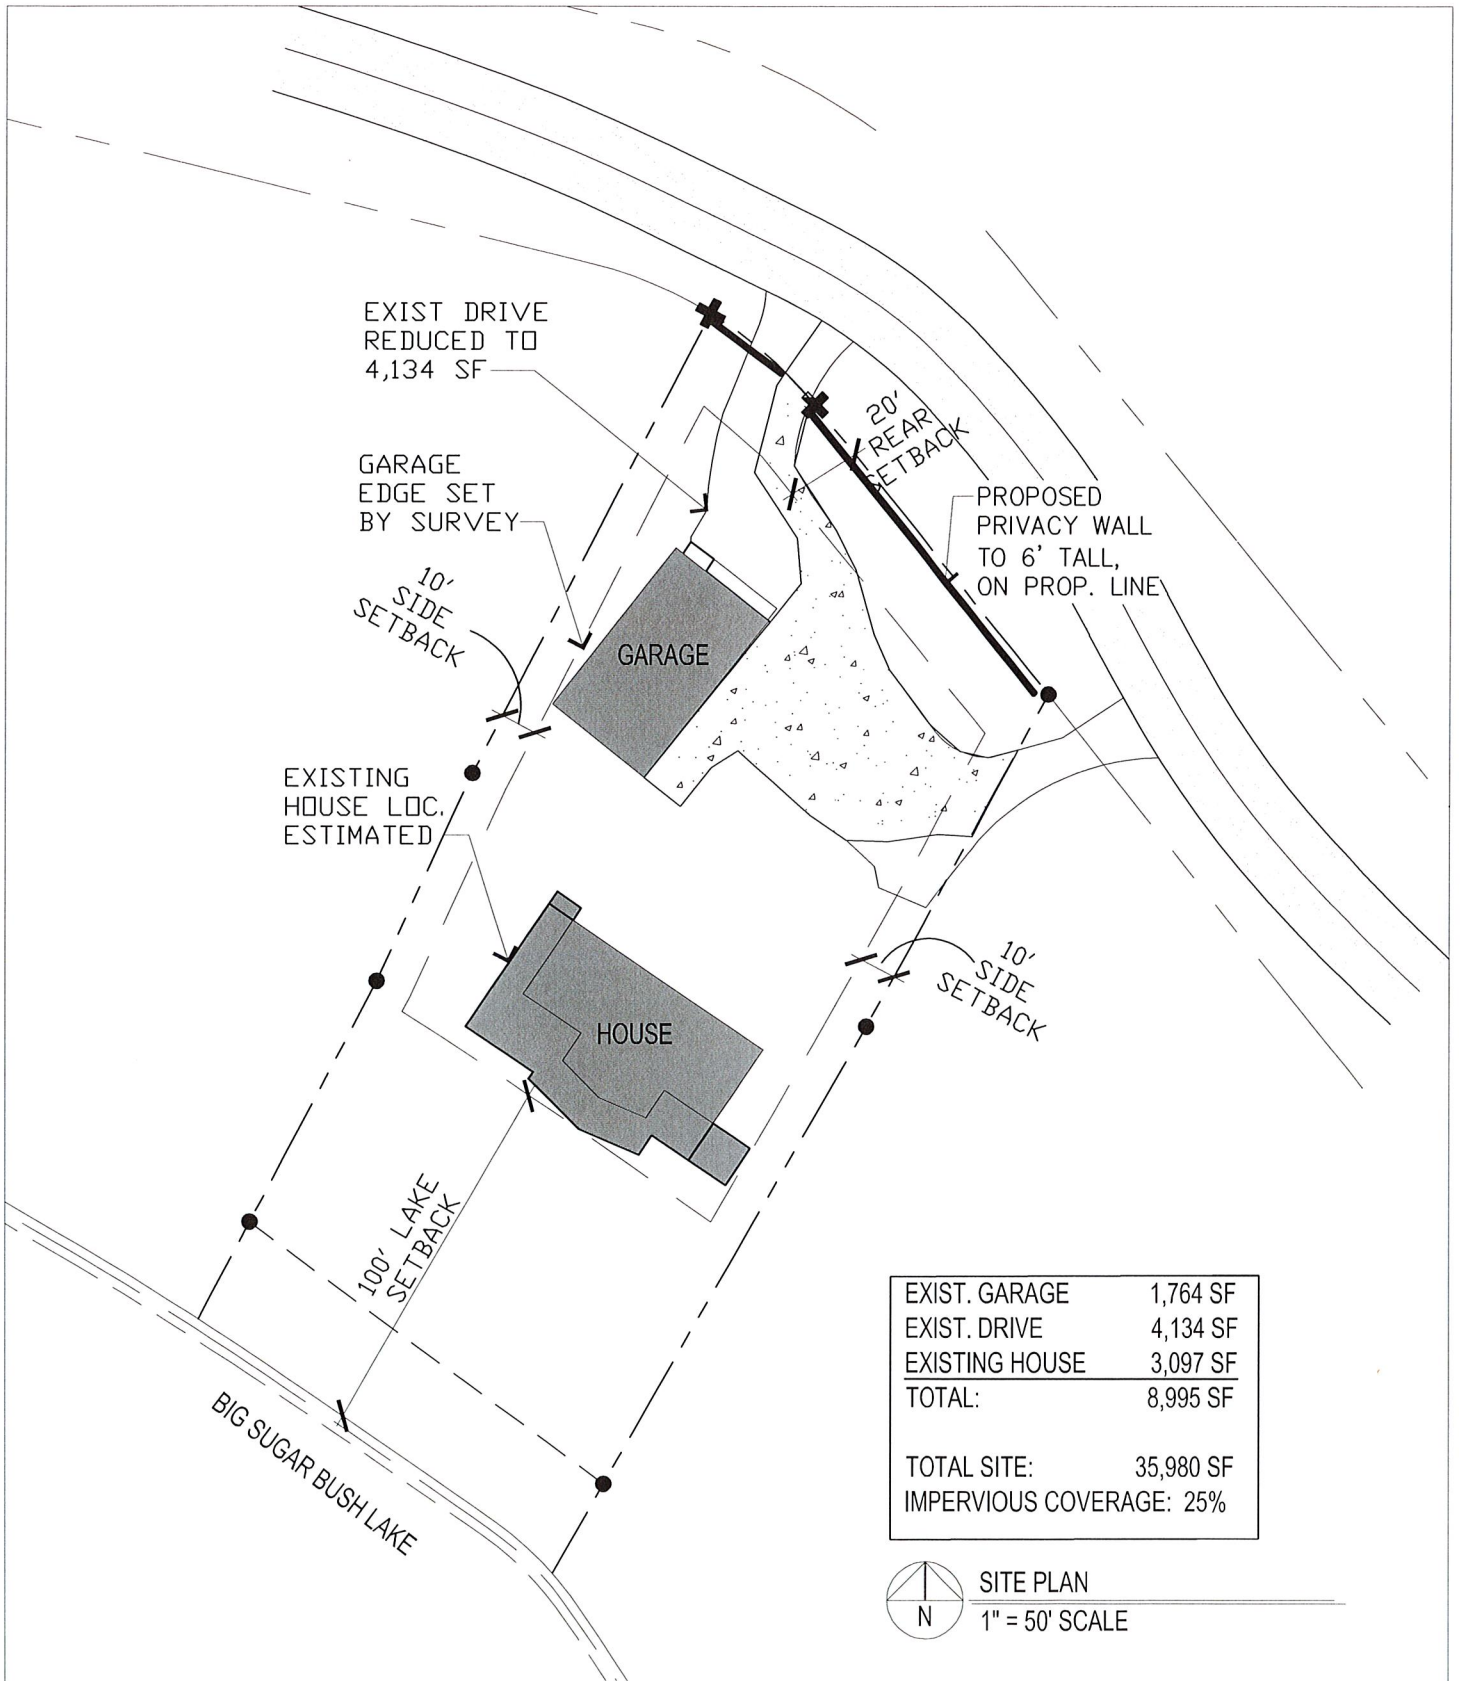 EXIST DRIVE
REDUCED TO
4,134 SF
20'
REAR
SETBACK
GARAGE
EDGE SET
BY SURVEY
PROPOSED
PRIVACY WALL
TO 6' TALL,
ON PROP. LINE
10'
SIDE
SETBACK
GARAGE
EXISTING
HOUSE LOC.
ESTIMATED
10'
SIDE
SETBACK
HOUSE
100' LAKE
SETBACK
BIG SUGAR BUSH LAKE
EXIST. GARAGE 1,764 SF
EXIST. DRIVE 4,134 SF
EXISTING HOUSE 3,097 SF
TOTAL: 8,995 SF
TOTAL SITE: 35,980 SF
IMPERVIOUS COVERAGE: 25%
N
SITE PLAN
1" = 50' SCALE